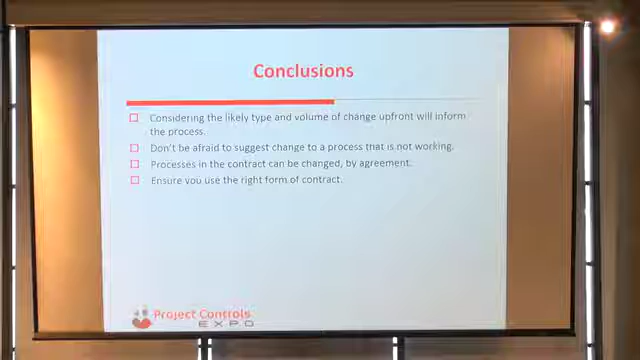 Conclusions
Considering the likely type and volume of change upfront will inform
the process.
Don't be afraid to suggest change to a process that is not working.
Processes in the contract can be changed, by agreement.
Ensure you use the right form of contract.
Project Controls
EXPO